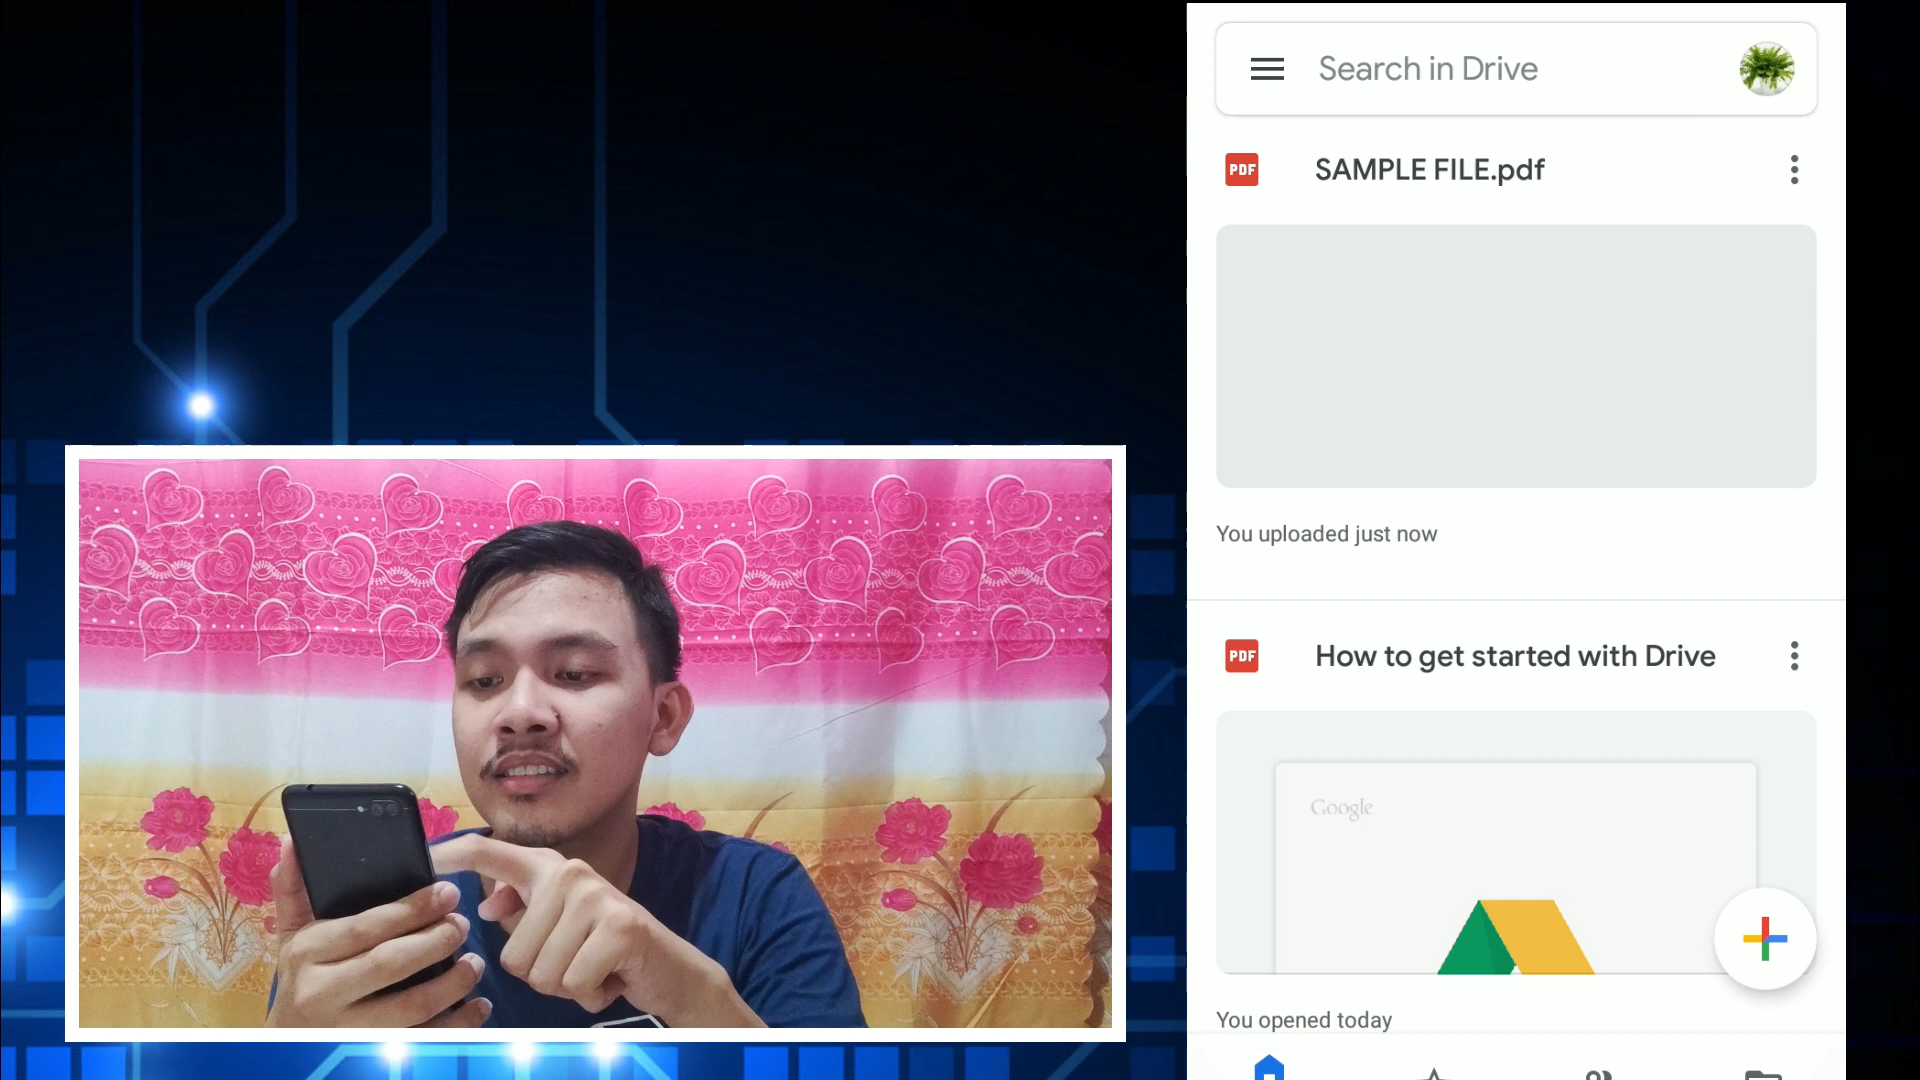 Search in Drive
PDF SAMPLE FILE.pdf
You uploaded just now
PDF How to get started with Drive
Google
You opened today